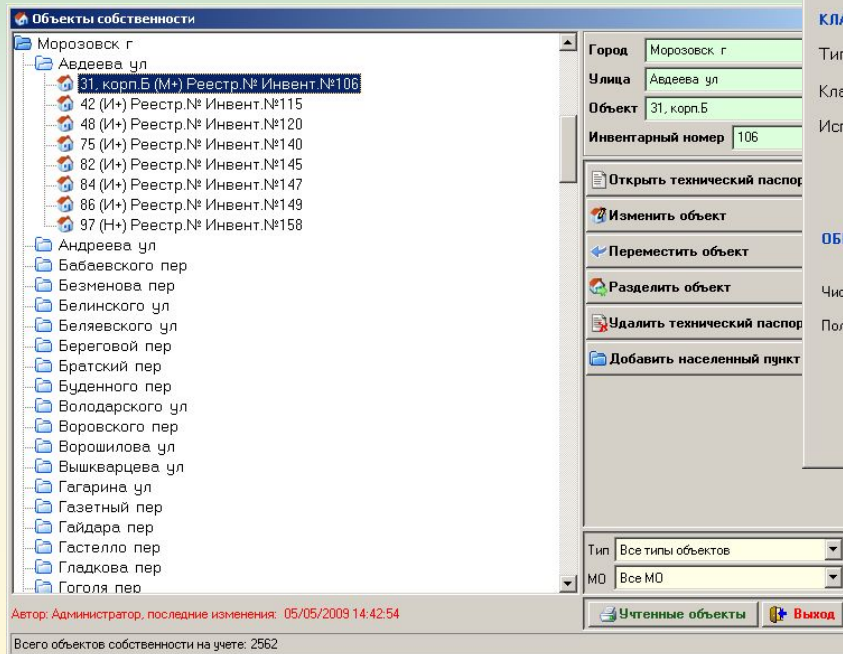 Объекты собственности
Морозовск г
Авдеева ул
31, корп.Б (М+) Реестр.№ Инвент.№106
42 (И+) Реестр.№ Инвент.№115
48 (И+) Реестр.№ Инвент.№120
75 (И+) Реестр.№ Инвент.№140
82 (И+) Реестр.№ Инвент.№145
84 (И+) Реестр.№ Инвент.№147
86 (И+) Реестр.№ Инвент.№149
97 (Н+) Реестр.№ Инвент.№158
Андреева ул
Бабаевского пер
Безменова пер
Белинского ул
Беляевского ул
Береговой пер
Братский пер
Буденного пер
Володарского ул
Воровского пер
Ворошилова ул
Вышкварцева ул
Гагарина ул
Газетный пер
Гайдара пер
Гастелло пер
Гладкова пер
Гоголя пер
Город Морозовск г
Улица Авдеева ул
Объект 31, корп.Б
Инвентарный номер 106
Открыть технический паспор
Изменить объект
Переместить объект
Разделить объект
Удалить технический паспор
Добавить населенный пункт
Тип Все типы объектов
МО Все МО
Учтенные объекты Выход
Автор: Администратор, последние изменения: 05/05/2009 14:42:54
Всего объектов собственности на учете: 2562